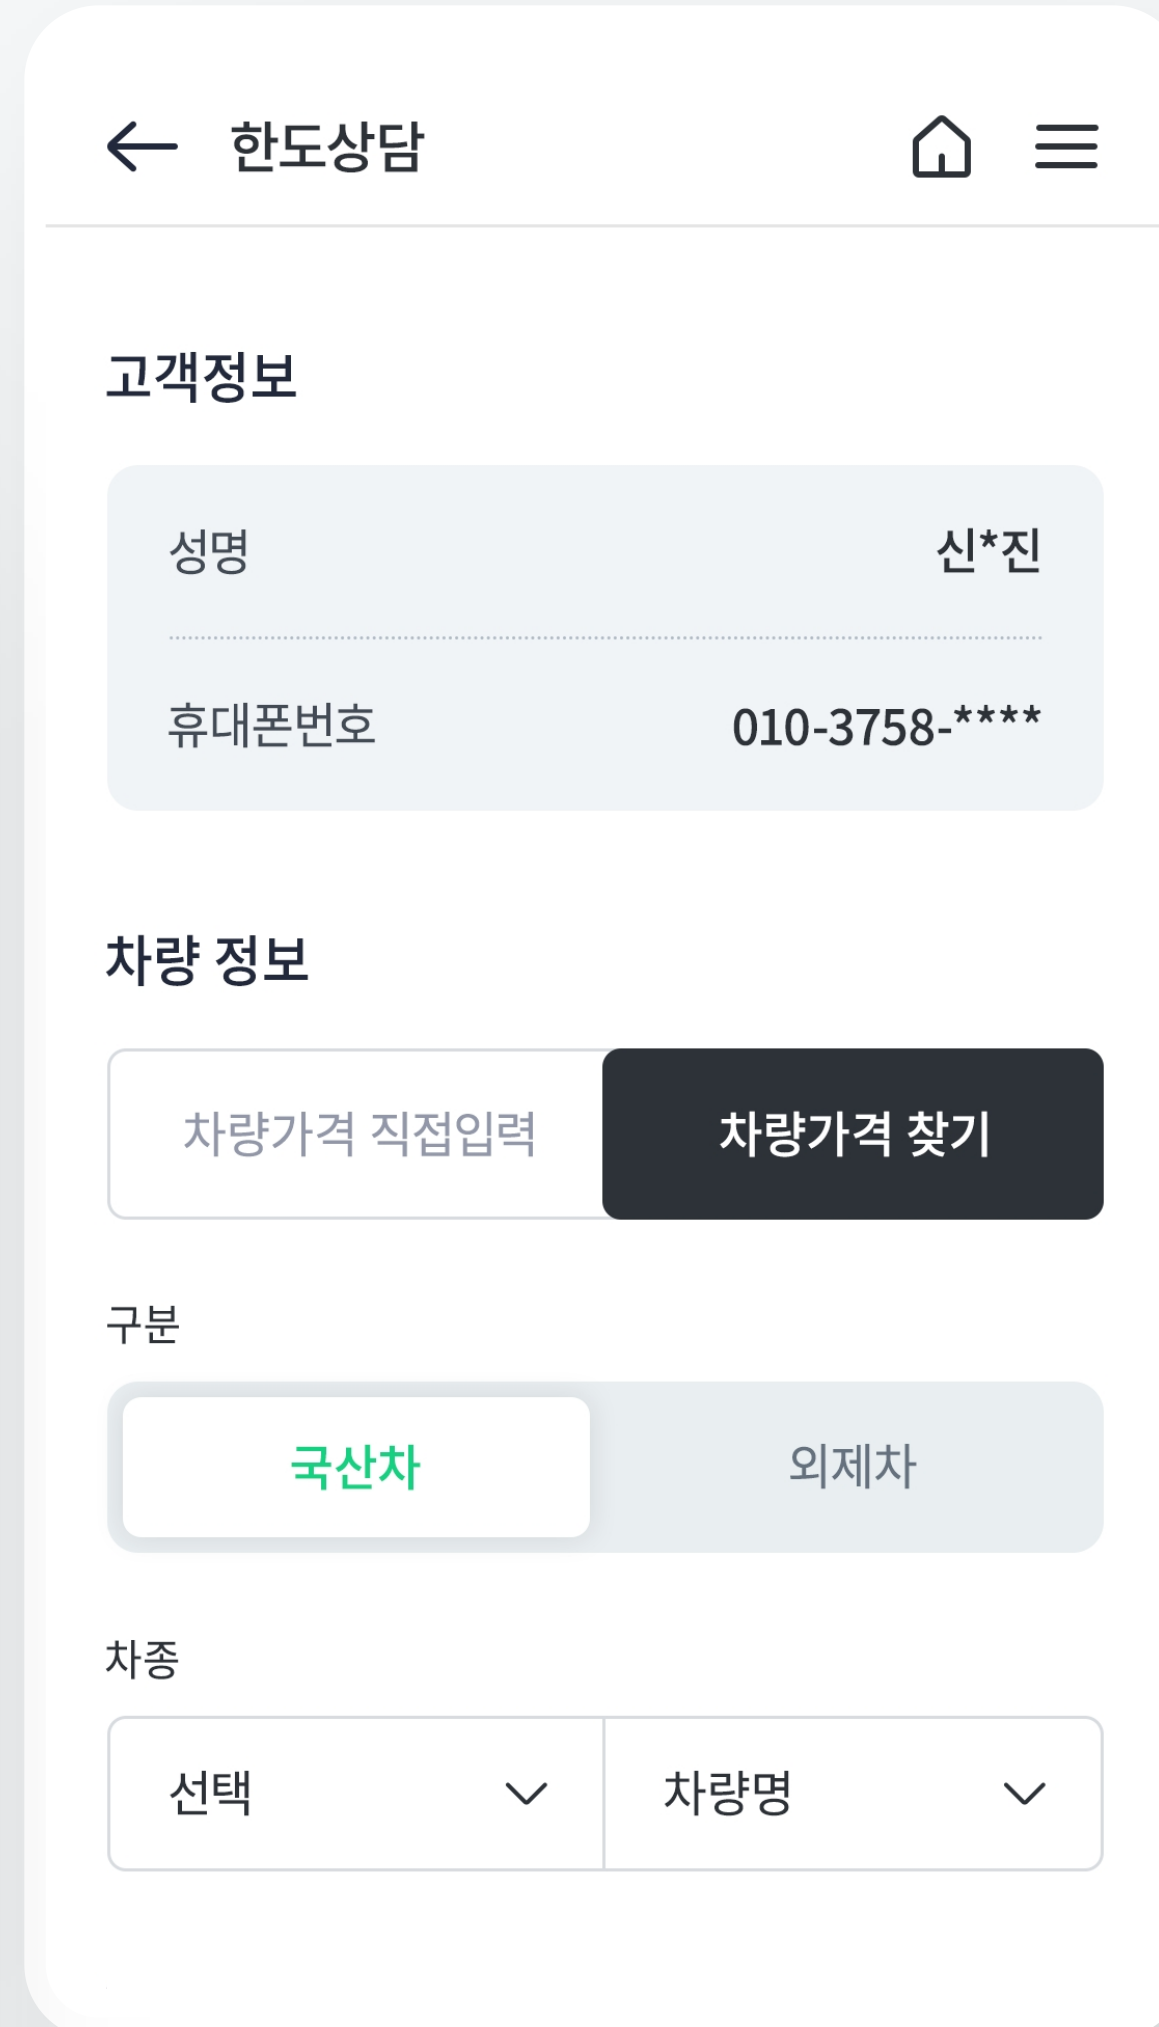 한도상담
고객정보
성명 신*진
휴대폰번호 010-3758-****
차량 정보
차량가격 직접입력 차량가격 찾기
구분
국산차 외제차
차종
선택 차량명